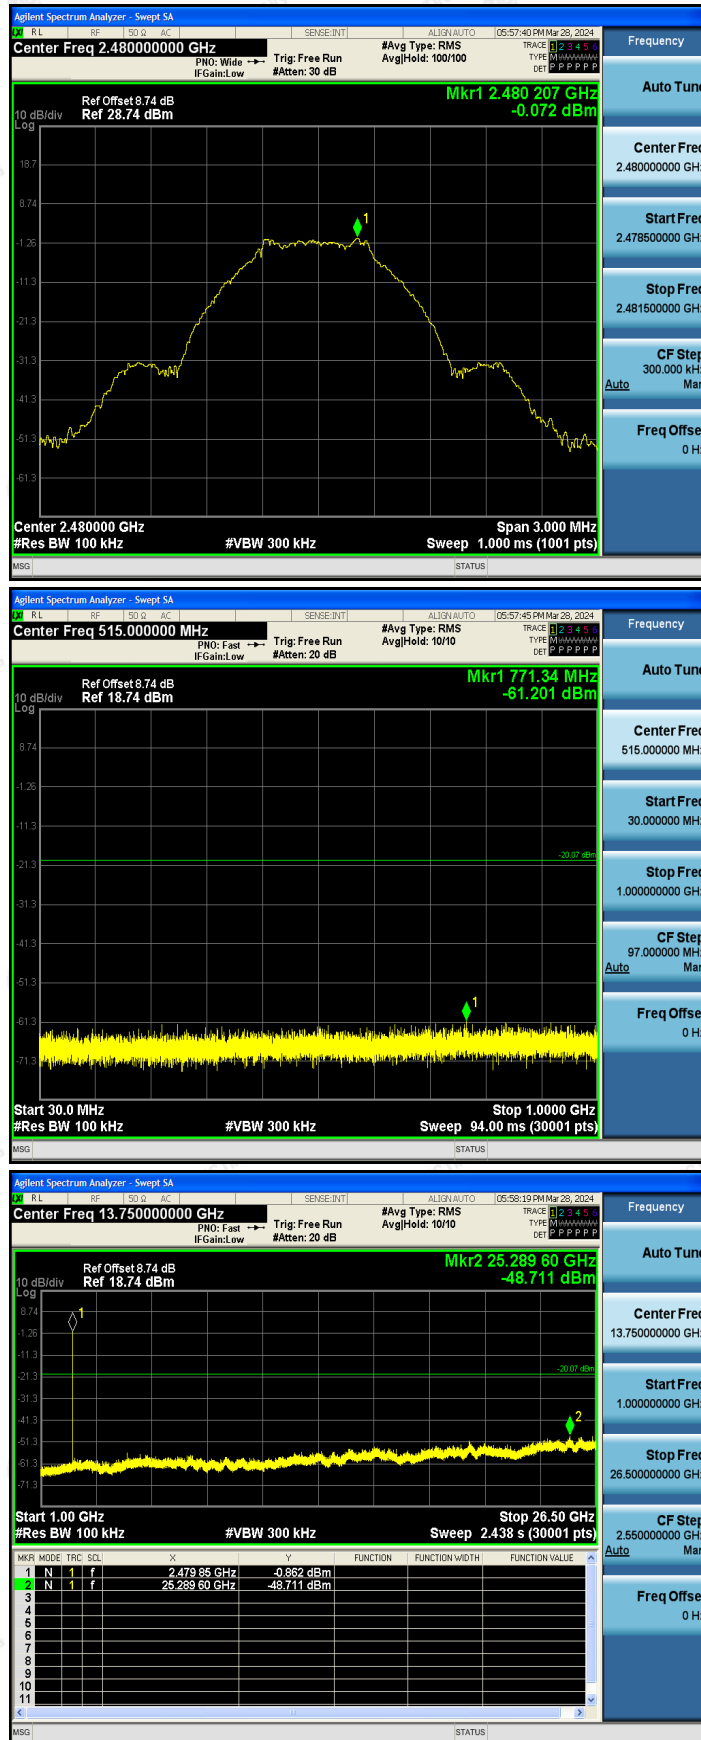 Agilent Spectrum Analyzer - Swept SA
LXI RL RF 50 Ω AC SENSE:INT ALIGN AUTO 05:57:40 PM Mar 28, 2024
Center Freq 2.480000000 GHz
#Avg Type: RMS
TRACE 1 2 3 4 5 6
PNO: Wide Trig: Free Run Avg|Hold: 100/100
TYPE M
IFGain:Low #Atten: 30 dB
DET P P P P P P
Frequency
Auto Tune
Ref Offset 8.74 dB
Mkr1 2.480 207 GHz
10 dB/div Ref 28.74 dBm
-0.072 dBm
Log
18.7
8.74
-1.26
-11.3
-21.3
-31.3
-41.3
-51.3
-61.3
1
Center Freq
2.480000000 GHz
Start Freq
2.478500000 GHz
Stop Freq
2.481500000 GHz
CF Step
300.000 kHz
Auto Man
Freq Offset
0 Hz
Center 2.480000 GHz Span 3.000 MHz
#Res BW 100 kHz #VBW 300 kHz Sweep 1.000 ms (1001 pts)
MSG STATUS
Agilent Spectrum Analyzer - Swept SA
LXI RL RF 50 Ω AC SENSE:INT ALIGN AUTO 05:57:45 PM Mar 28, 2024
Center Freq 515.000000 MHz
#Avg Type: RMS
TRACE 1 2 3 4 5 6
PNO: Fast Trig: Free Run Avg|Hold: 10/10
TYPE M
IFGain:Low #Atten: 20 dB
DET P P P P P P
Frequency
Auto Tune
Ref Offset 8.74 dB
Mkr1 771.34 MHz
10 dB/div Ref 18.74 dBm
-61.201 dBm
Log
8.74
-1.26
-11.3
-21.3
-31.3
-41.3
-51.3
-61.3
-71.3
-20.07 dBm
1
Center Freq
515.000000 MHz
Start Freq
30.000000 MHz
Stop Freq
1.000000000 GHz
CF Step
97.000000 MHz
Auto Man
Freq Offset
0 Hz
Start 30.0 MHz Stop 1.0000 GHz
#Res BW 100 kHz #VBW 300 kHz Sweep 94.00 ms (30001 pts)
MSG STATUS
Agilent Spectrum Analyzer - Swept SA
LXI RL RF 50 Ω AC SENSE:INT ALIGN AUTO 05:58:19 PM Mar 28, 2024
Center Freq 13.750000000 GHz
#Avg Type: RMS
TRACE 1 2 3 4 5 6
PNO: Fast Trig: Free Run Avg|Hold: 10/10
TYPE M
IFGain:Low #Atten: 20 dB
DET P P P P P P
Frequency
Auto Tune
Ref Offset 8.74 dB
Mkr2 25.289 60 GHz
10 dB/div Ref 18.74 dBm
-48.711 dBm
Log
8.74
-1.26
-11.3
-21.3
-31.3
-41.3
-51.3
-61.3
-71.3
1
-20.07 dBm
2
Center Freq
13.750000000 GHz
Start Freq
1.000000000 GHz
Stop Freq
26.500000000 GHz
CF Step
2.550000000 GHz
Auto Man
Freq Offset
0 Hz
Start 1.00 GHz Stop 26.50 GHz
#Res BW 100 kHz #VBW 300 kHz Sweep 2.438 s (30001 pts)
MKR MODE TRC SCL X Y FUNCTION FUNCTION WIDTH FUNCTION VALUE
1 N 1 f 2.479 85 GHz -0.862 dBm
2 N 1 f 25.289 60 GHz -48.711 dBm
3
4
5
6
7
8
9
10
11
MSG STATUS